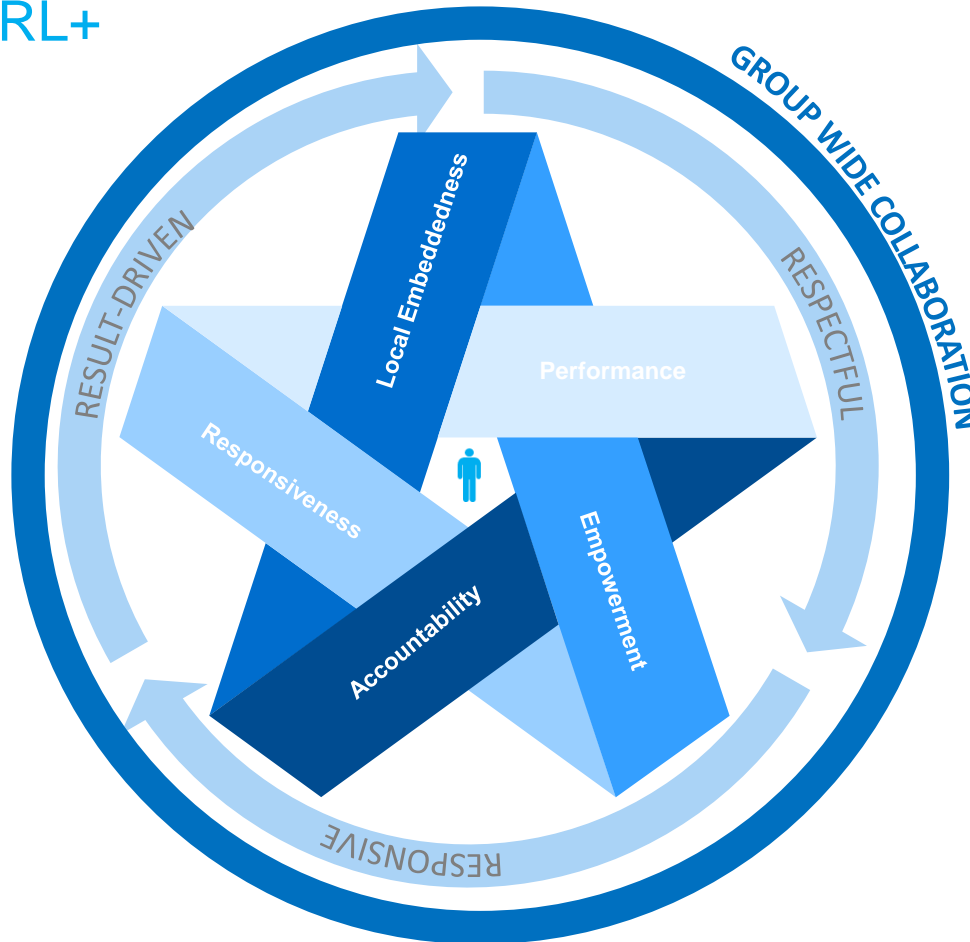 RL+
GROUP WIDE COLLABORATION
RESULT-DRIVEN
RESPECTFUL
Local Embeddedness
Performance
Responsiveness
Empowerment
Accountability
RESPONSIVE